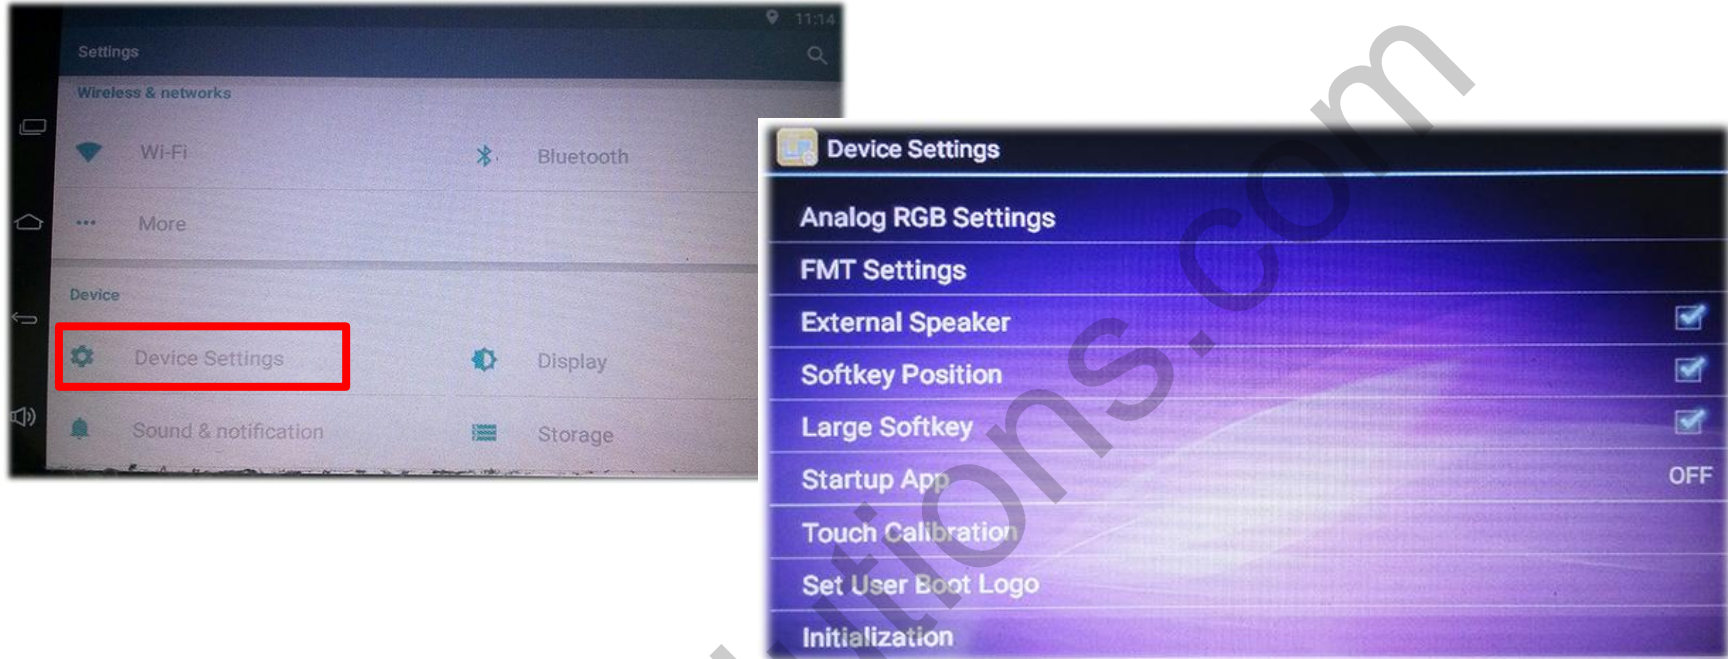 11:14
Settings
Wireless & networks
Wi-Fi
Bluetooth
More
Device
Device Settings
Display
Sound & notification
Storage
Device Settings
Analog RGB Settings
FMT Settings
External Speaker
Softkey Position
Large Softkey
Startup App OFF
Touch Calibration
Set User Boot Logo
Initialization
utions.com